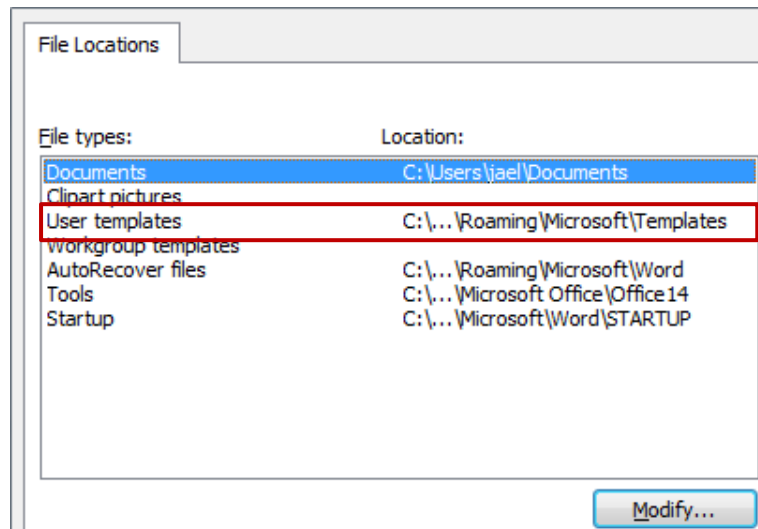 File Locations
File types: Location:
Documents C:\Users\jael\Documents
Clipart pictures
User templates C:\...\Roaming\Microsoft\Templates
Workgroup templates
AutoRecover files C:\...\Roaming\Microsoft\Word
Tools C:\...\Microsoft Office\Office14
Startup C:\...\Microsoft\Word\STARTUP
Modify...